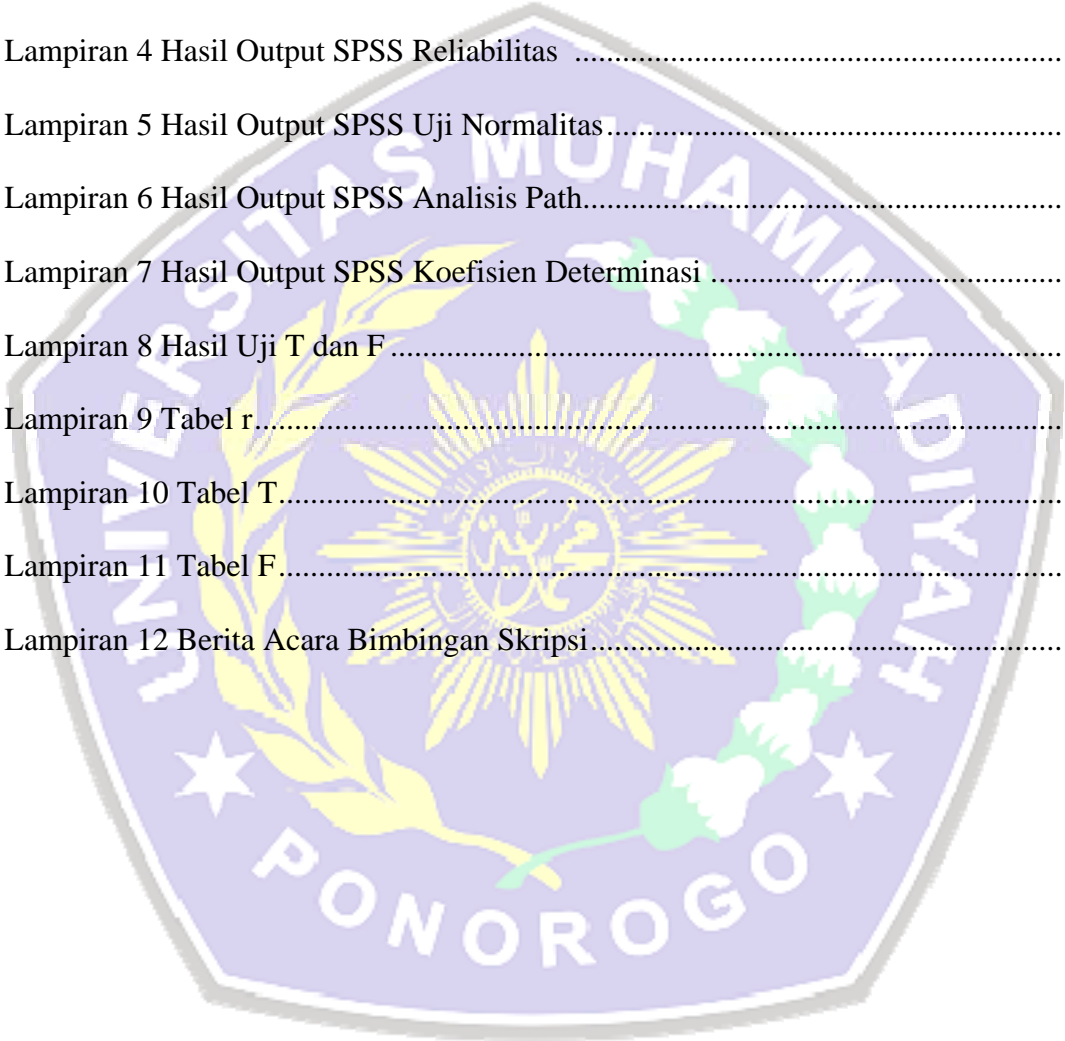 Lampiran 4 Hasil Output SPSS Reliabilitas ............................................................
Lampiran 5 Hasil Output SPSS Uji Normalitas........................................................
Lampiran 6 Hasil Output SPSS Analisis Path...........................................................
Lampiran 7 Hasil Output SPSS Koefisien Determinasi ...........................................
Lampiran 8 Hasil Uji T dan F...................................................................................
Lampiran 9 Tabel r....................................................................................................
Lampiran 10 Tabel T.................................................................................................
Lampiran 11 Tabel F.................................................................................................
Lampiran 12 Berita Acara Bimbingan Skripsi..........................................................
UNIVERSITAS MUHAMMADIYAH
PONOROGO